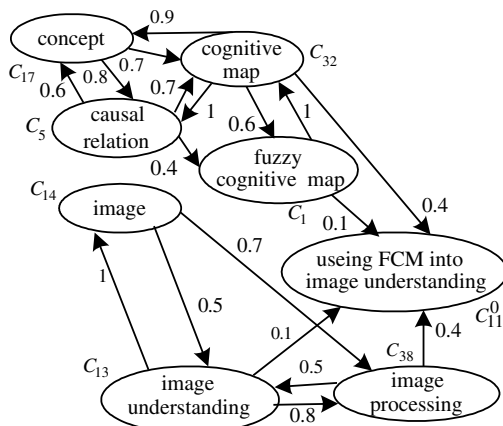 0.9
concept
cognitive
map
C32
C17
0.8
0.7
0.6
0.7
C5
causal
relation
1
0.6
1
0.4
fuzzy
cognitive map
0.4
C14
image
C1
0.1
0.7
useing FCM into
image understanding
1
0.5
0.1
C11^0
0.4
C13
C38
0.5
image
understanding
0.8
image
processing